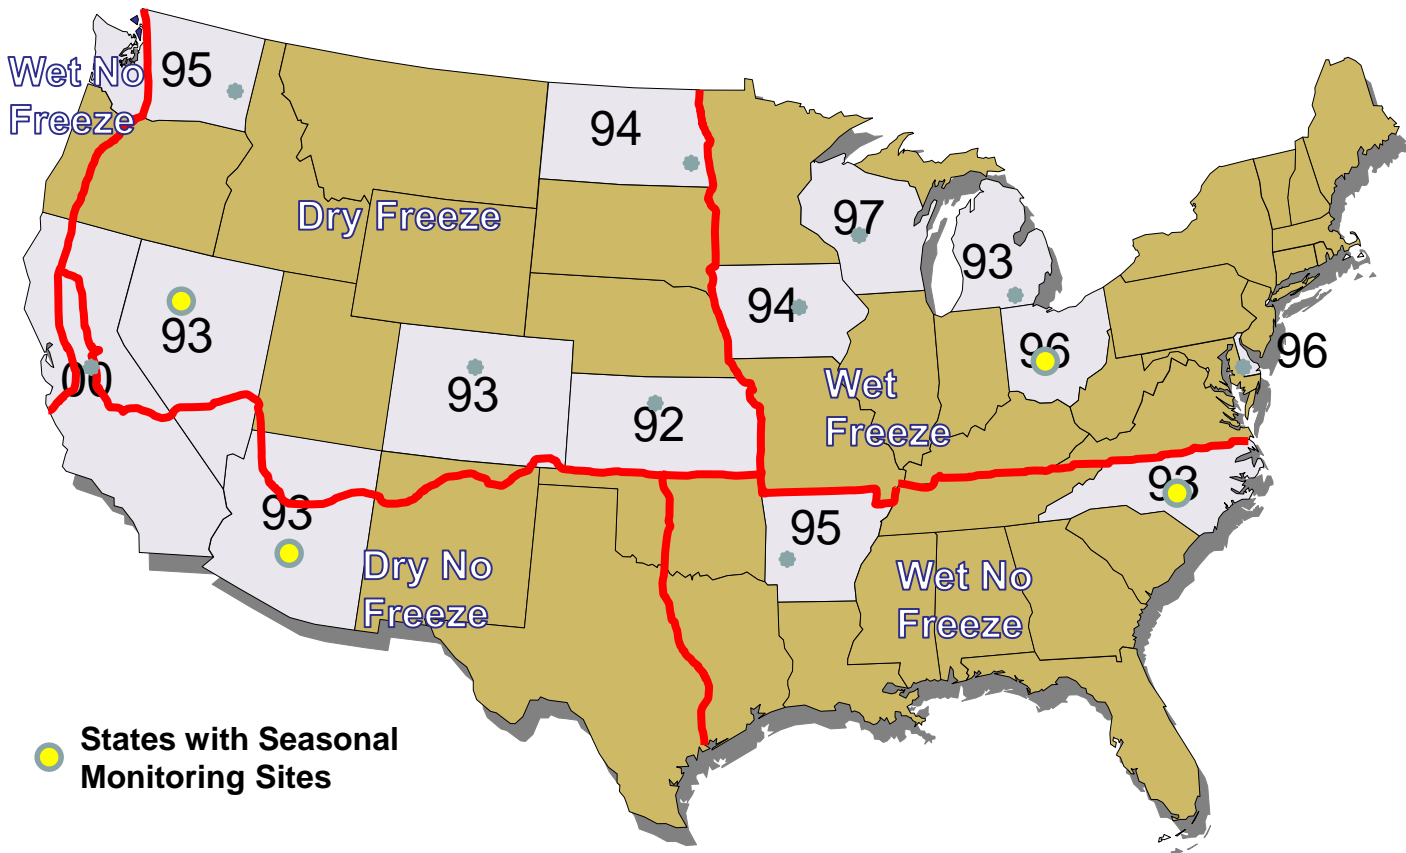 Wet No
Freeze
95
94
97
93
Dry Freeze
93
94
96
96
00
93
92
Wet
Freeze
93
93
95
Dry No
Freeze
Wet No
Freeze
States with Seasonal
Monitoring Sites